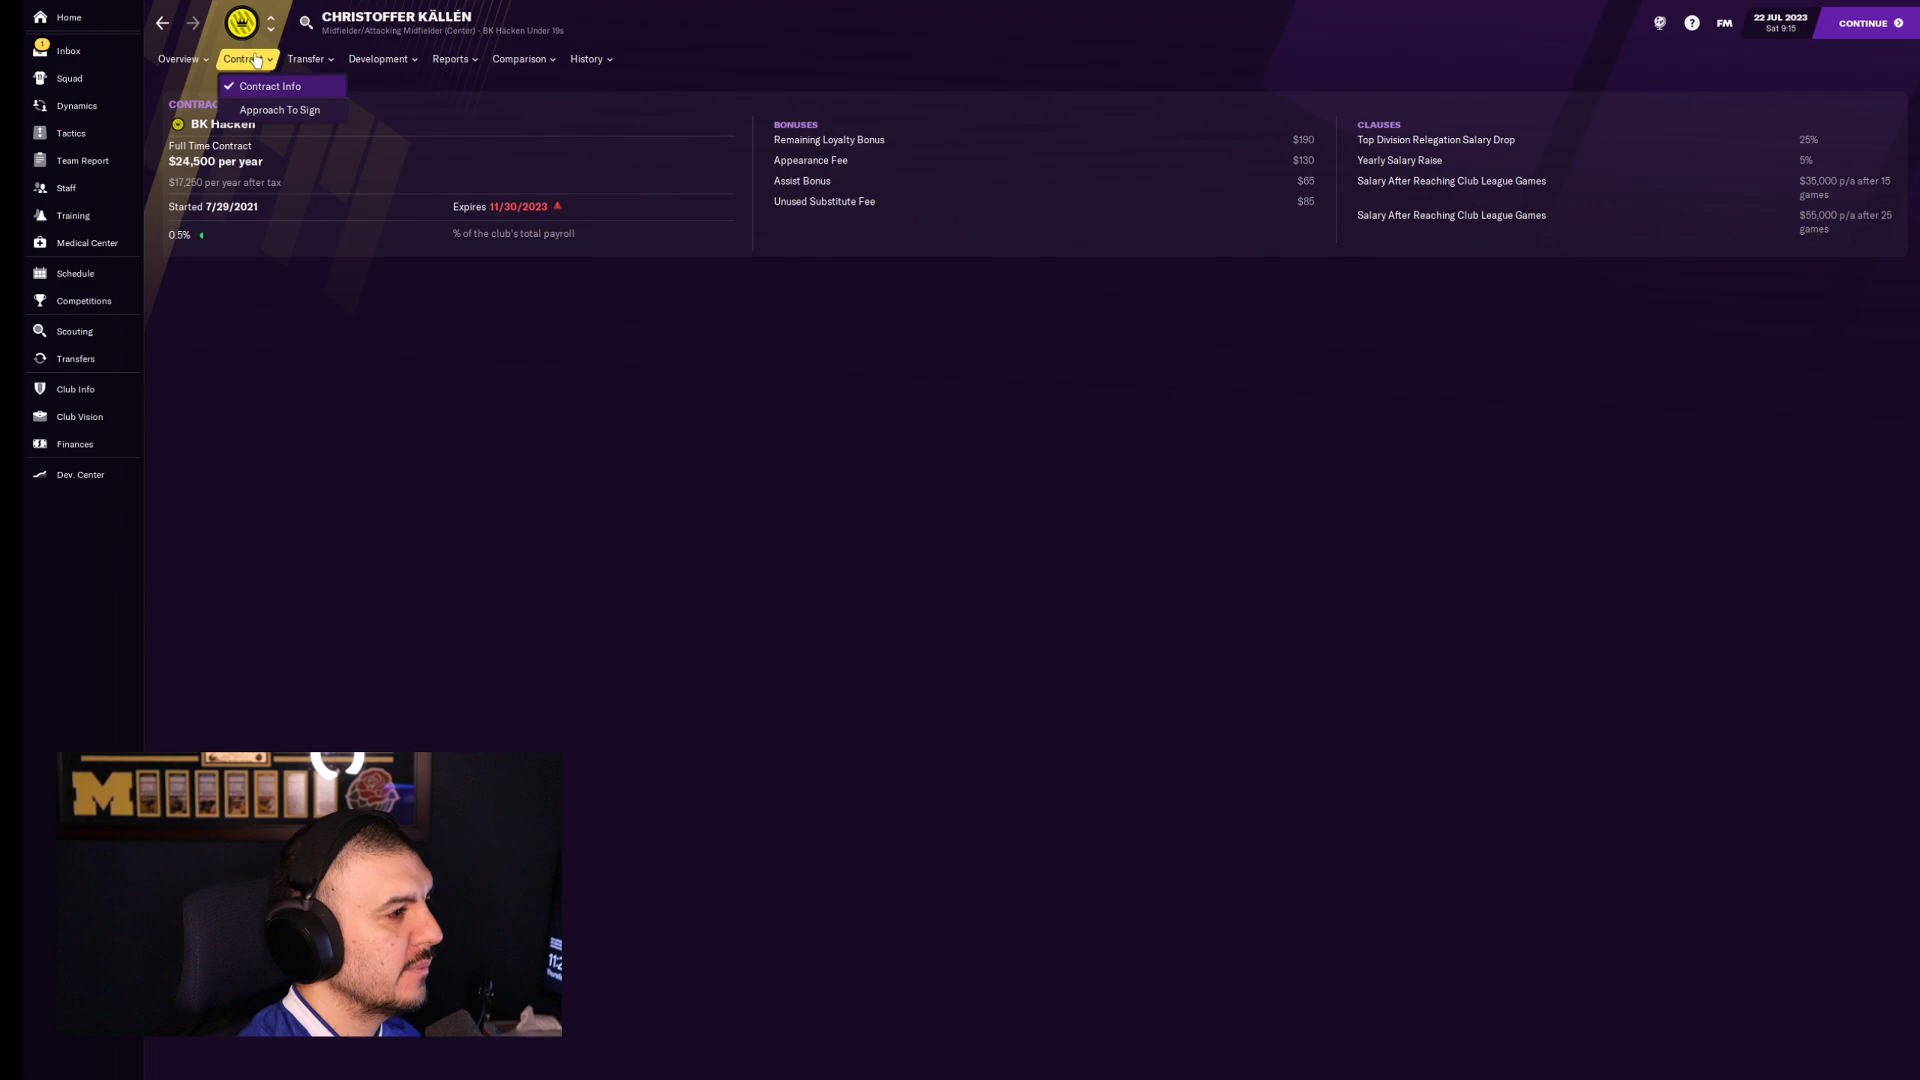 Home
CHRISTOFFER KÄLLÉN
Midfielder/Attacking Midfielder (Center) - BK Häcken Under 19s
FM
22 JUL 2023
Sat 9:15
CONTINUE
1
Inbox
Overview
Transfer
Development
Reports
Comparison
History
Squad
Contract Info
Approach To Sign
Dynamics
Tactics
Team Report
Staff
Training
Medical Center
Schedule
Competitions
Scouting
Transfers
Club Info
Club Vision
Finances
Dev. Center
BK Häcken
Full Time Contract
$24,500 per year
$17,250 per year after tax
Started 7/29/2021
Expires 11/30/2023
0.5%
% of the club's total payroll
BONUSES
Remaining Loyalty Bonus $190
Appearance Fee $130
Assist Bonus $65
Unused Substitute Fee $85
CLAUSES
Top Division Relegation Salary Drop 25%
Yearly Salary Raise 5%
Salary After Reaching Club League Games $35,000 p/a after 15
games
Salary After Reaching Club League Games $55,000 p/a after 25
games
M